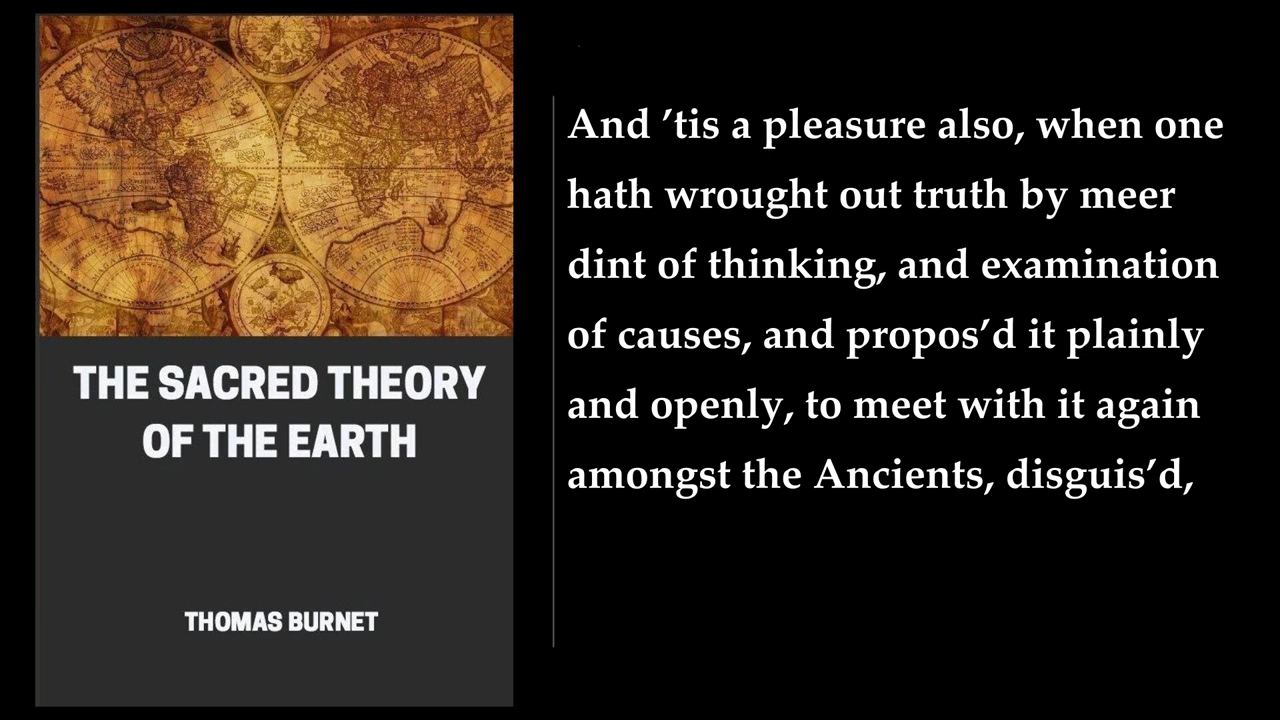 THE SACRED THEORY
OF THE EARTH
THOMAS BURNET
And ’tis a pleasure also, when one
hath wrought out truth by meer
dint of thinking, and examination
of causes, and propos’d it plainly
and openly, to meet with it again
amongst the Ancients, disguis’d,